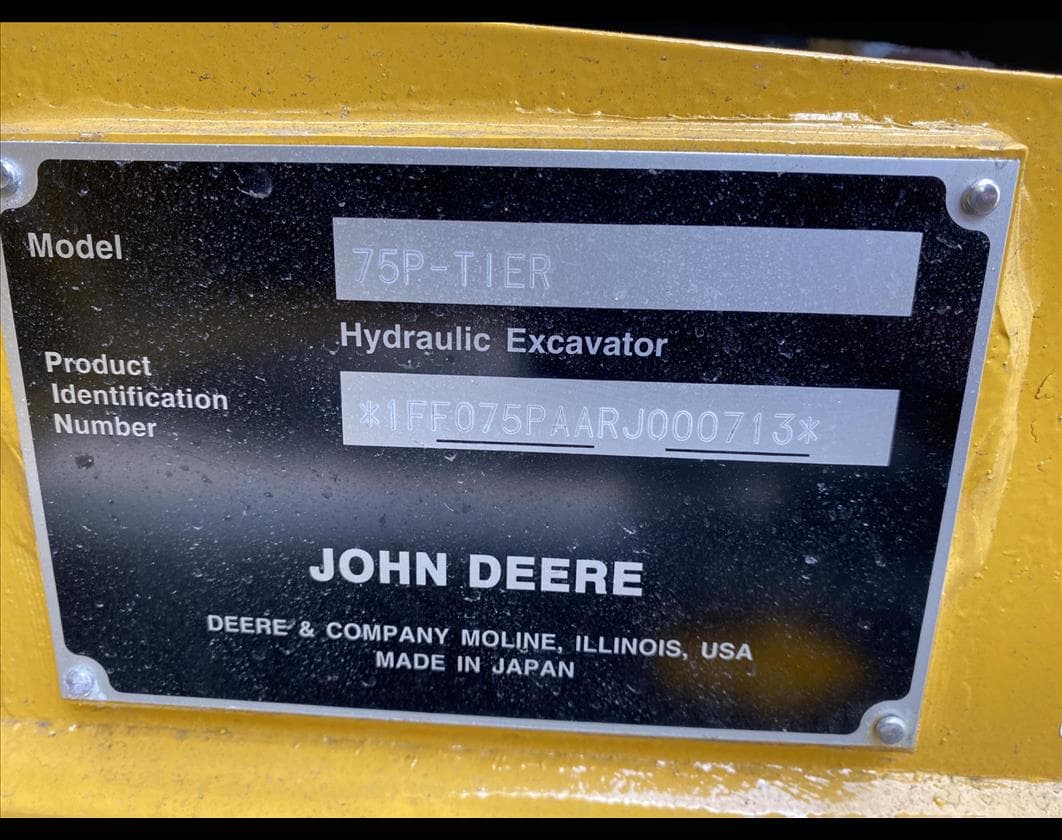 Model 75P-TIER
Hydraulic Excavator
Product
Identification
Number
*1FF075PAARJ000713*
JOHN DEERE
DEERE & COMPANY MOLINE, ILLINOIS, USA
MADE IN JAPAN